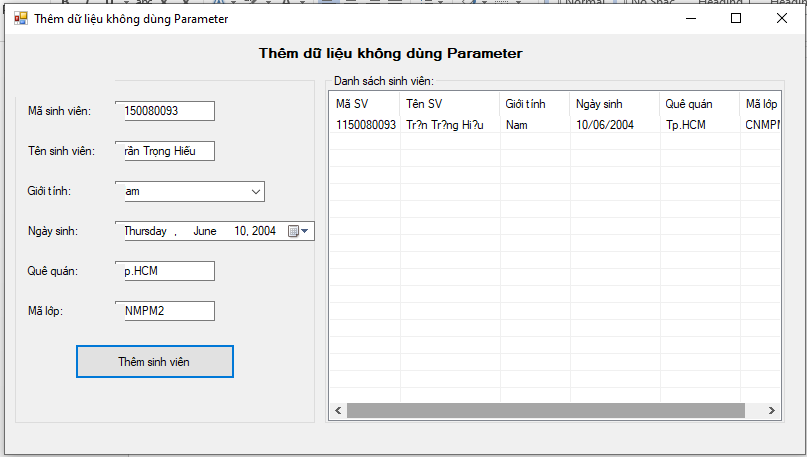 Thêm dữ liệu không dùng Parameter
Thêm dữ liệu không dùng Parameter
Mã sinh viên: 150080093
Tên sinh viên: rần Trọng Hiếu
Giới tính: am
Ngày sinh: Thursday , June 10, 2004
Quê quán: p.HCM
Mã lớp: NMPM2
Thêm sinh viên
Danh sách sinh viên:
Mã SV Tên SV Giới tính Ngày sinh Quê quán Mã lớp
1150080093 Tr?n Tr?ng Hi?u Nam 10/06/2004 Tp.HCM CNMPM